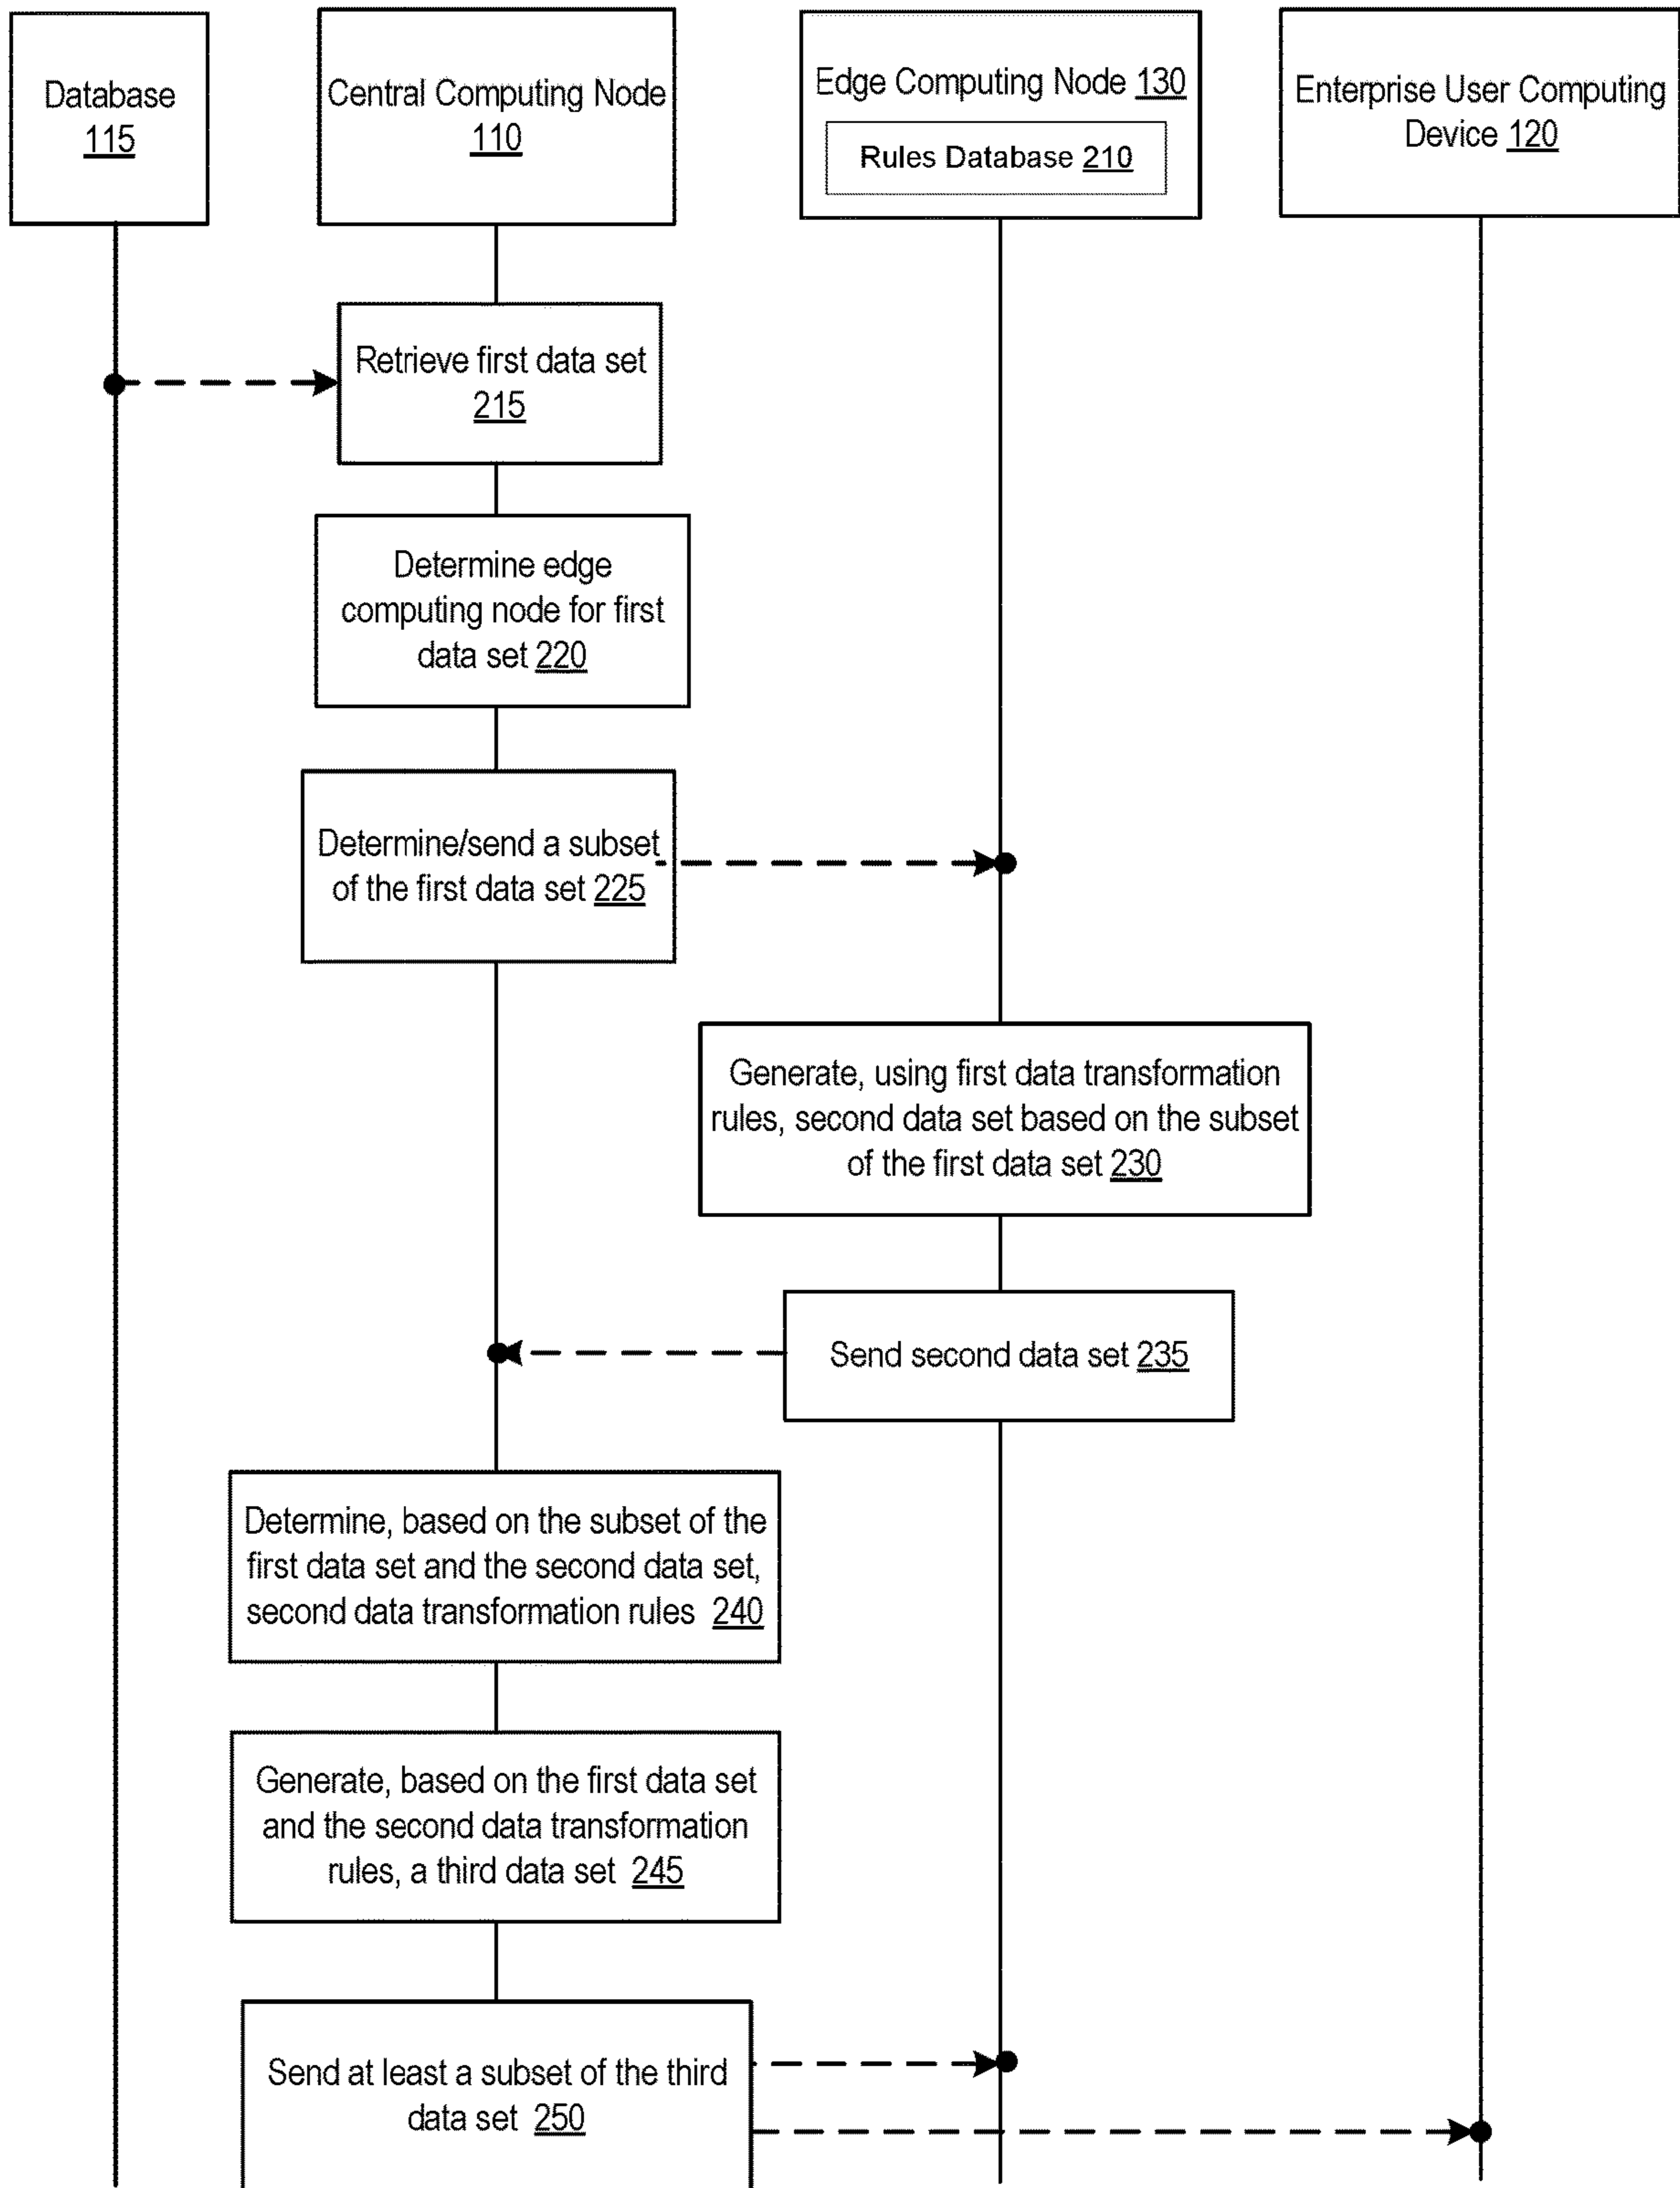 Database
115
Central Computing Node
110
Edge Computing Node 130
Rules Database 210
Enterprise User Computing
Device 120
Retrieve first data set
215
Determine edge
computing node for first
data set 220
Determine/send a subset
of the first data set 225
Generate, using first data transformation
rules, second data set based on the subset
of the first data set 230
Send second data set 235
Determine, based on the subset of the
first data set and the second data set,
second data transformation rules 240
Generate, based on the first data set
and the second data transformation
rules, a third data set 245
Send at least a subset of the third
data set 250